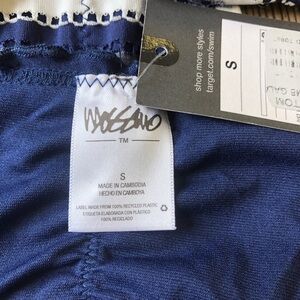 shop more styles
target.com/swim
S
MOSSIMO
TM
S
MADE IN CAMBODIA
HECHO EN CAMBOYA
LABEL MADE FROM 100% RECYCLED PLASTIC
ETIQUETA ELABORADA CON PLASTICO
100% RECICLADO